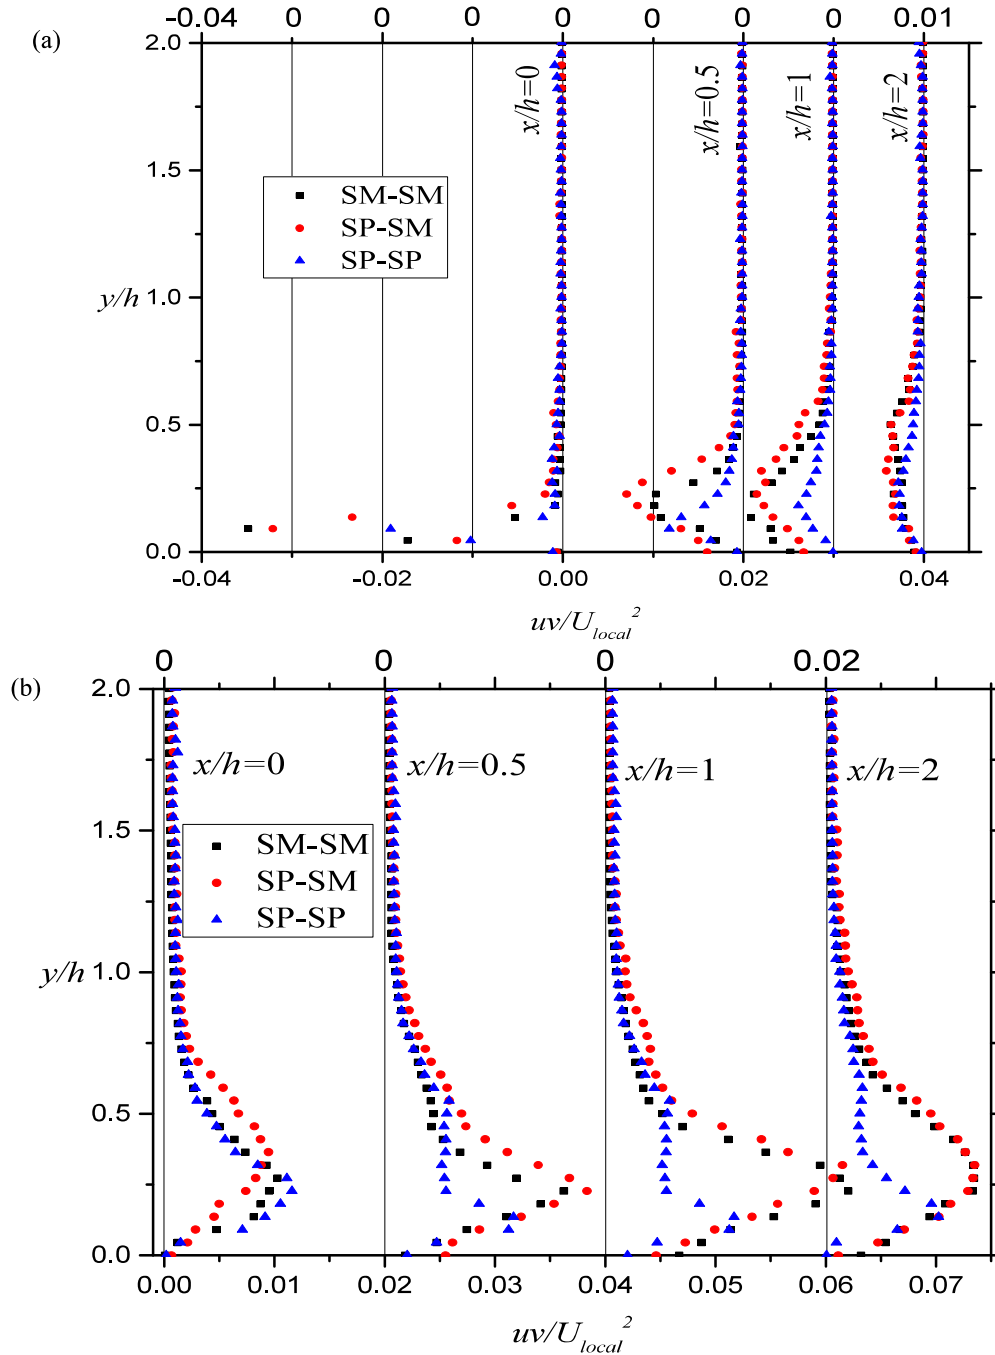 (a)
-0.04 0 0 0 0 0 0 0 0.01
2.0
1.5
1.0
0.5
0.0
y/h
x/h=0
x/h=0.5
x/h=1
x/h=2
SM-SM
SP-SM
SP-SP
-0.04 -0.02 0.00 0.02 0.04
uv/U_local^2
(b)
0 0 0 0.02
2.0
1.5
1.0
0.5
0.0
y/h
x/h=0 x/h=0.5 x/h=1 x/h=2
SM-SM
SP-SM
SP-SP
0.00 0.01 0.02 0.03 0.04 0.05 0.06 0.07
uv/U_local^2